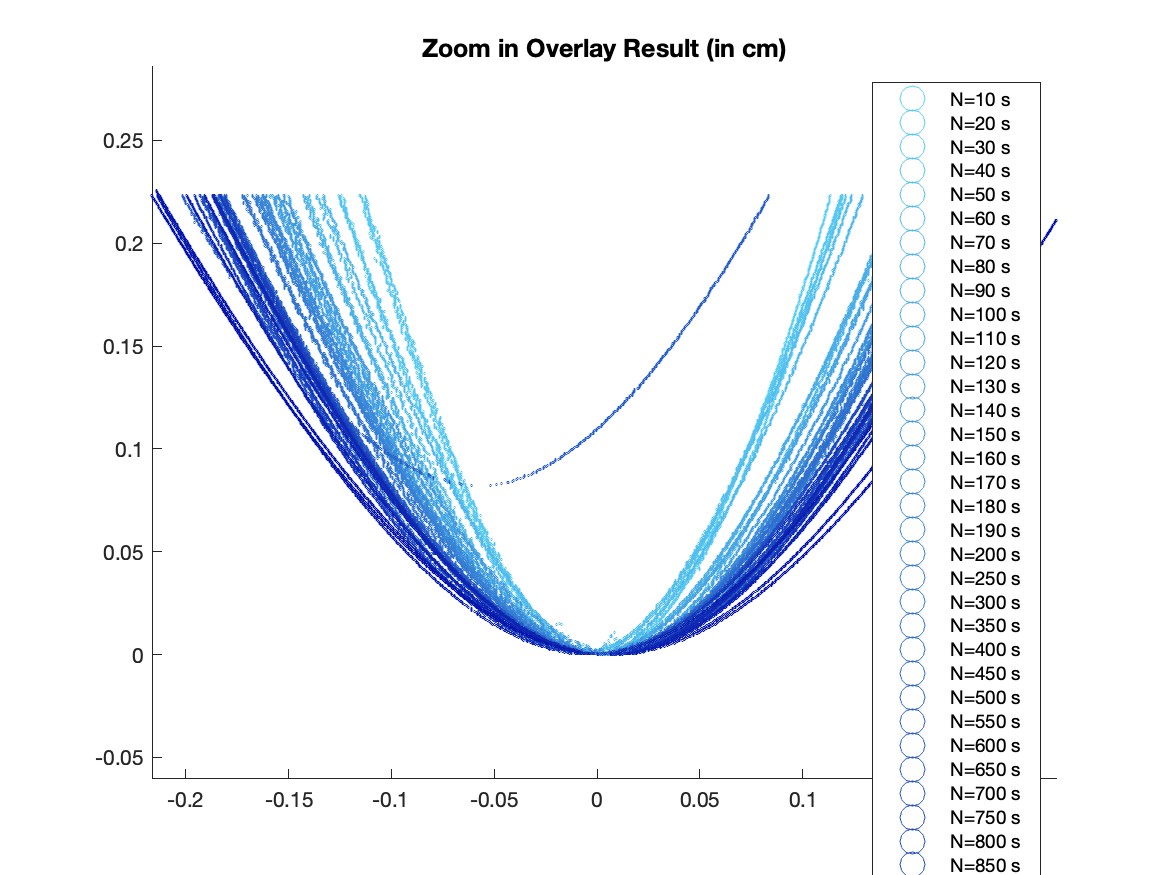 Zoom in Overlay Result (in cm)
0.25
0.2
0.15
0.1
0.05
0
-0.05
-0.2
-0.15
-0.1
-0.05
0
0.05
0.1
N=10 s
N=20 s
N=30 s
N=40 s
N=50 s
N=60 s
N=70 s
N=80 s
N=90 s
N=100 s
N=110 s
N=120 s
N=130 s
N=140 s
N=150 s
N=160 s
N=170 s
N=180 s
N=190 s
N=200 s
N=250 s
N=300 s
N=350 s
N=400 s
N=450 s
N=500 s
N=550 s
N=600 s
N=650 s
N=700 s
N=750 s
N=800 s
N=850 s